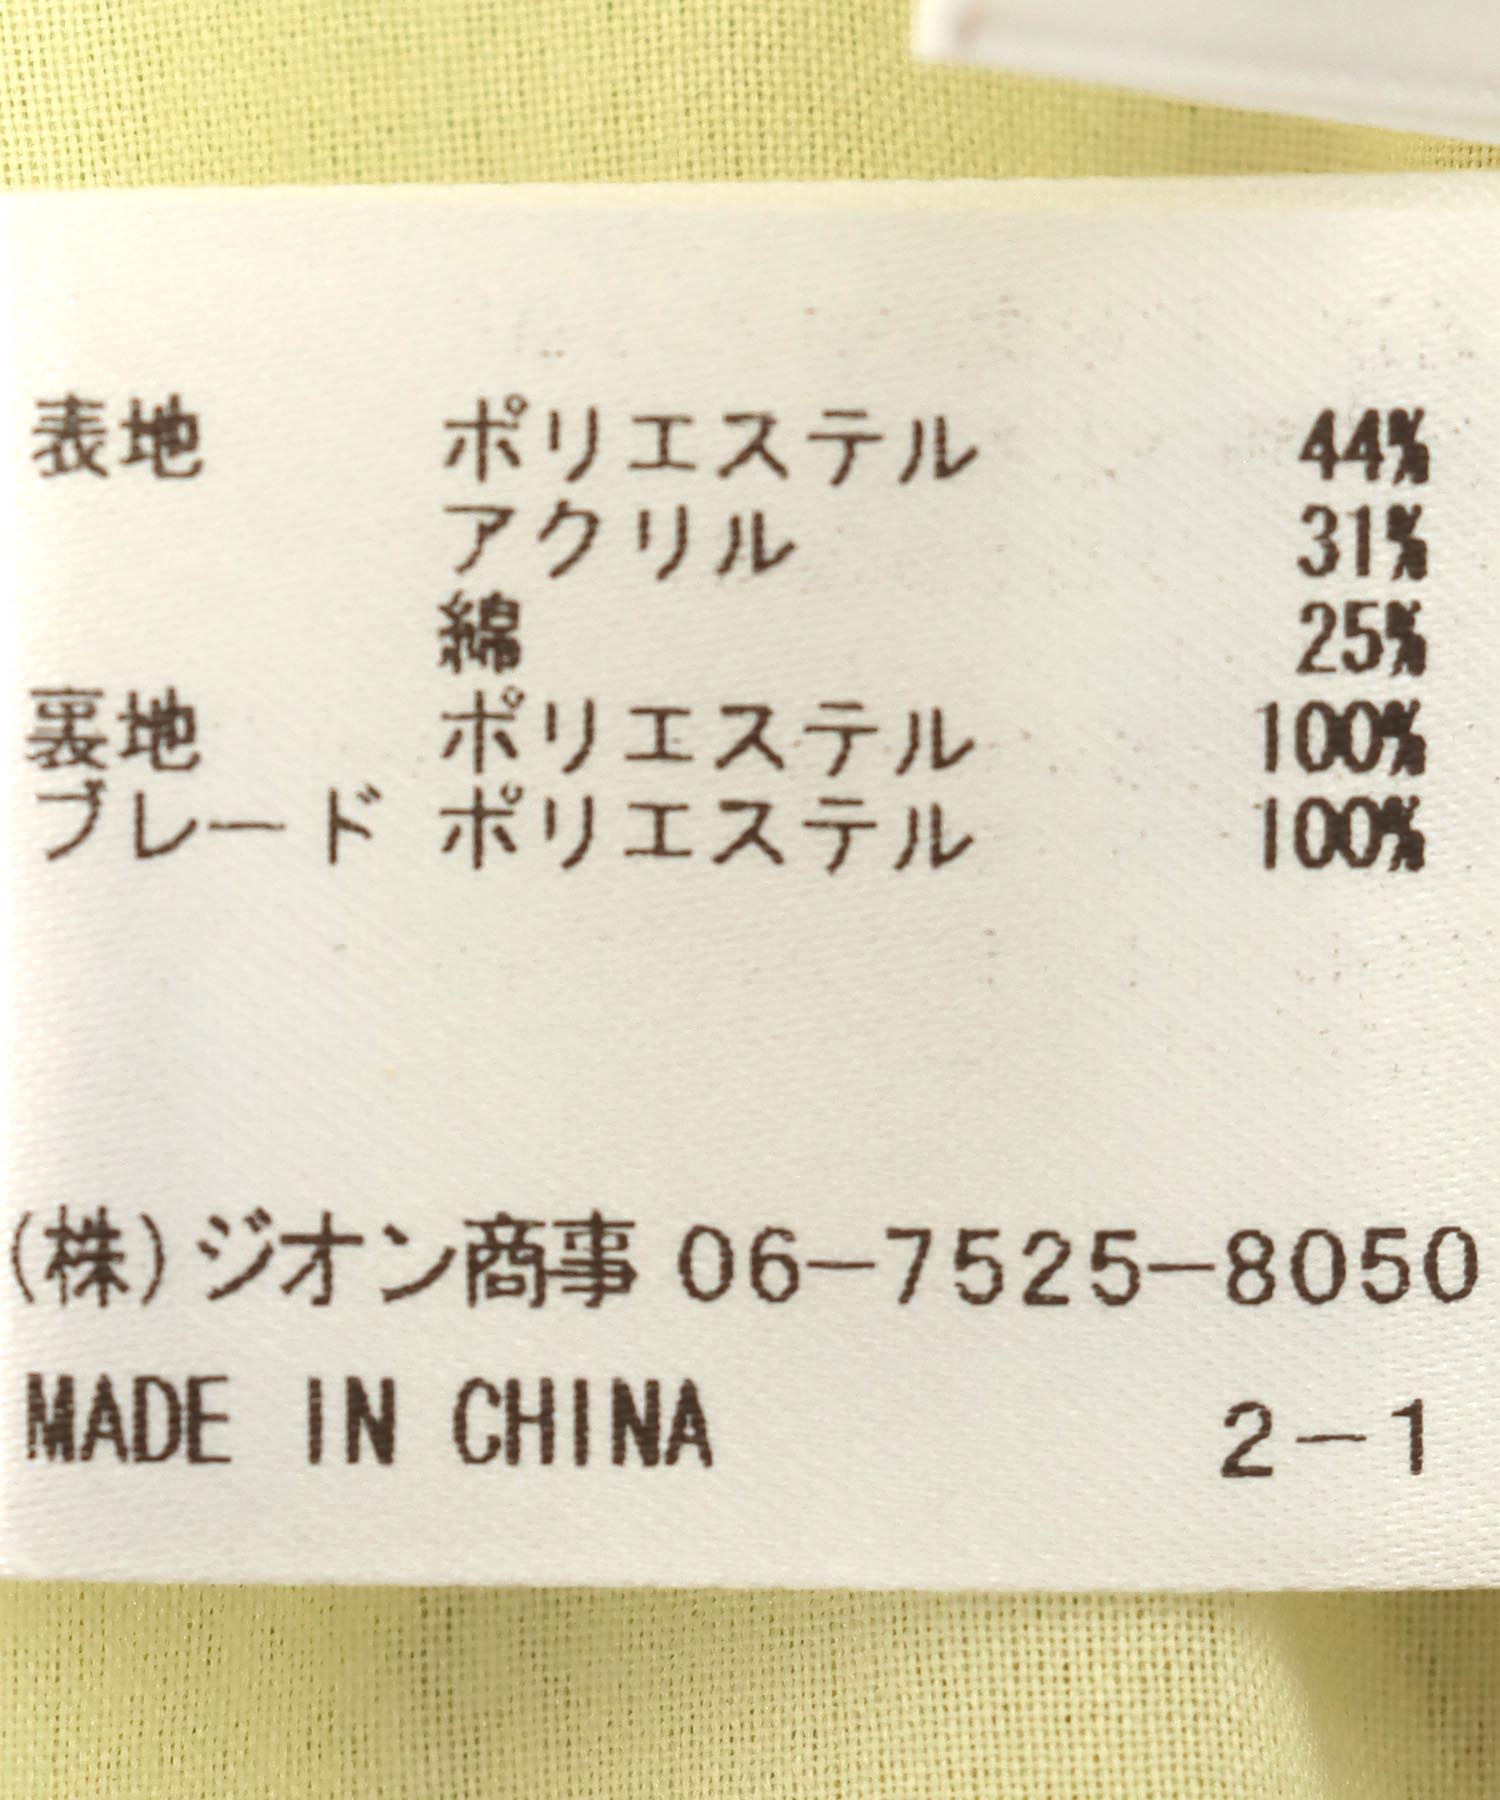 表地 ポリエステル 44%
アクリル 31%
綿 25%
裏地 ポリエステル 100%
ブレード ポリエステル 100%
(株)ジオン商事 06-7525-8050
MADE IN CHINA 2-1